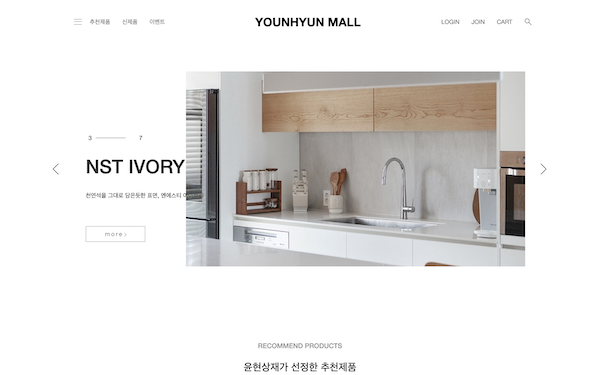 추천제품 신제품 이벤트 YOUNHYUN MALL LOGIN JOIN CART
3 7
NST IVORY
천연석을 그대로 담은듯한 표면, 엔에스티
more >
RECOMMEND PRODUCTS
윤현상재가 선정한 추천제품